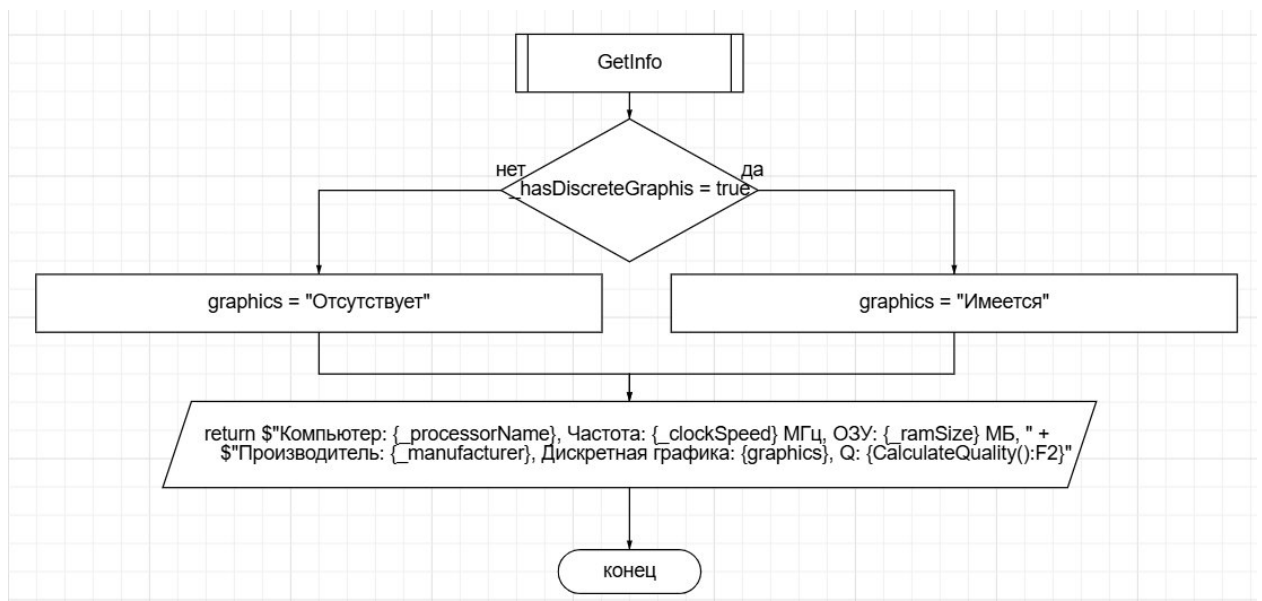 GetInfo
нет
да
_hasDiscreteGraphis = true
graphics = "Отсутствует"
graphics = "Имеется"
return $"Компьютер: {_processorName}, Частота: {_clockSpeed} МГц, ОЗУ: {_ramSize} МБ, " +
$"Производитель: {_manufacturer}, Дискретная графика: {graphics}, Q: {CalculateQuality():F2}"
конец